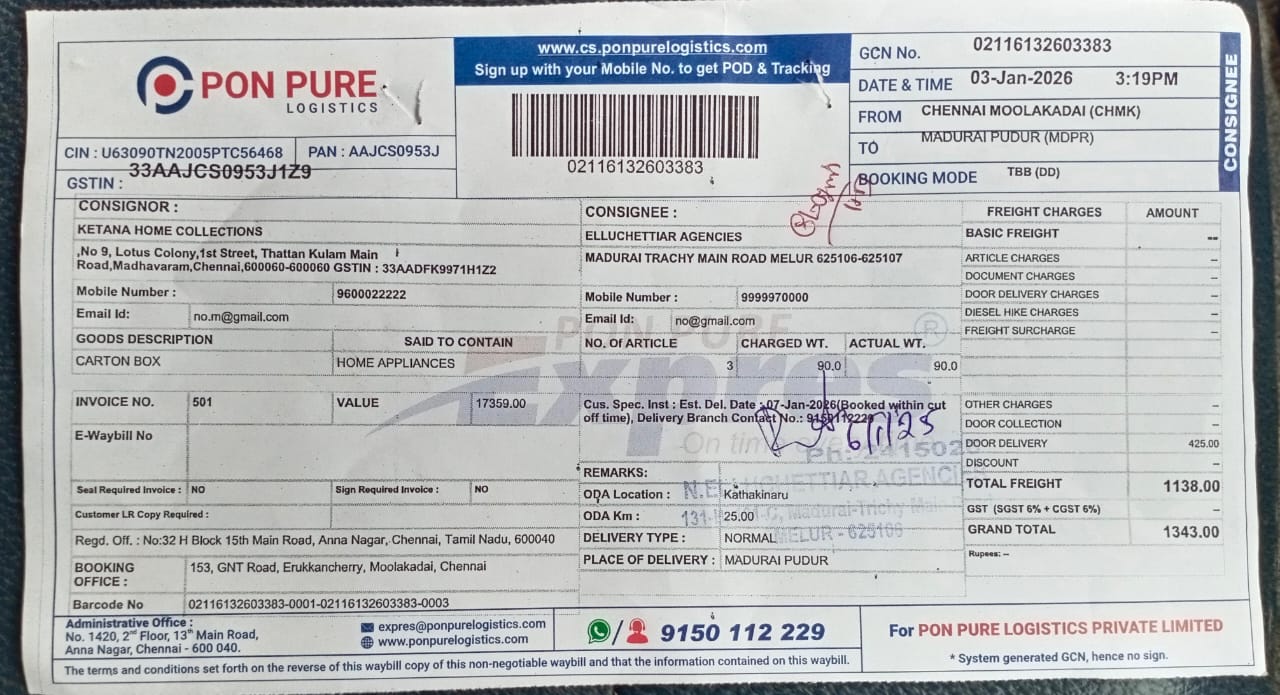 PON PURE
LOGISTICS
www.cs.ponpurelogistics.com
Sign up with your Mobile No. to get POD & Tracking
02116132603383
GCN No. 02116132603383
DATE & TIME 03-Jan-2026 3:19PM
FROM CHENNAI MOOLAKADAI (CHMK)
TO MADURAI PUDUR (MDPR)
BOOKING MODE TBB (DD)
CONSIGNEE
CIN : U63090TN2005PTC56468 PAN : AAJCS0953J
GSTIN : 33AAJCS0953J1Z9
CONSIGNOR :
KETANA HOME COLLECTIONS
,No 9, Lotus Colony,1st Street, Thattan Kulam Main
Road,Madhavaram,Chennai,600060-600060 GSTIN : 33AADFK9971H1Z2
Mobile Number : 9600022222
Email Id: no.m@gmail.com
GOODS DESCRIPTION SAID TO CONTAIN
CARTON BOX HOME APPLIANCES
INVOICE NO. 501 VALUE 17359.00
E-Waybill No
Seal Required Invoice : NO Sign Required Invoice : NO
Customer LR Copy Required :
Regd. Off. : No:32 H Block 15th Main Road, Anna Nagar, Chennai, Tamil Nadu, 600040
BOOKING OFFICE : 153, GNT Road, Erukkancherry, Moolakadai, Chennai
Barcode No 02116132603383-0001-02116132603383-0003
CONSIGNEE :
ELLUCHETTIAR AGENCIES
MADURAI TRACHY MAIN ROAD MELUR 625106-625107
Mobile Number : 9999970000
Email Id: no@gmail.com
PON PURE
Expres ®
On time
NO. Of ARTICLE CHARGED WT. ACTUAL WT.
3 90.0 90.0
Cus. Spec. Inst : Est. Del. Date : 07-Jan-2026(Booked within cut
off time), Delivery Branch Contact No.: 9150112229
6/1/25
Ph: 2415025
N.ELLUCHETTIAR AGENCIES
Madurai-Trichy Main
MELUR - 625106
REMARKS:
ODA Location : Kathakinaru
ODA Km : 25,00
DELIVERY TYPE : NORMAL
PLACE OF DELIVERY : MADURAI PUDUR
FREIGHT CHARGES AMOUNT
BASIC FREIGHT --
ARTICLE CHARGES –
DOCUMENT CHARGES –
DOOR DELIVERY CHARGES –
DIESEL HIKE CHARGES –
FREIGHT SURCHARGE –
OTHER CHARGES –
DOOR COLLECTION –
DOOR DELIVERY 425.00
DISCOUNT –
TOTAL FREIGHT 1138.00
GST (SGST 6% + CGST 6%) –
GRAND TOTAL 1343.00
Rupees: –
Administrative Office :
No. 1420, 2nd Floor, 13th Main Road,
Anna Nagar, Chennai - 600 040.
expres@ponpurelogistics.com
www.ponpurelogistics.com
9150 112 229
For PON PURE LOGISTICS PRIVATE LIMITED
* System generated GCN, hence no sign.
The terms and conditions set forth on the reverse of this waybill copy of this non-negotiable waybill and that the information contained on this waybill.